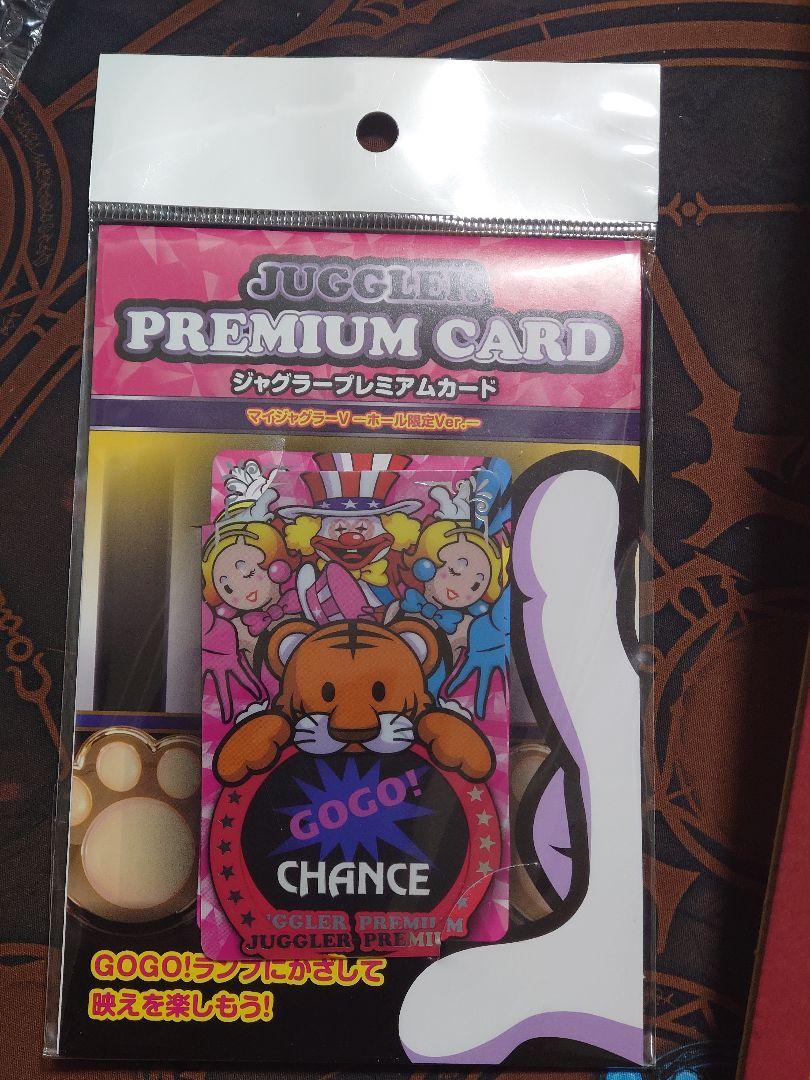 JUGGLER
PREMIUM CARD
ジャグラープレミアムカード
マイジャグラーV ーホール限定Ver.ー
GOGO!
CHANCE
GGLER PREMIUM
JUGGLER PREMIU
GOGO!ランプにかざして
映えを楽しもう!